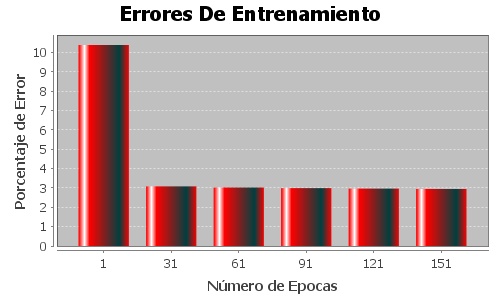 Errores De Entrenamiento
Porcentaje de Error
10
9
8
7
6
5
4
3
2
1
0
1 31 61 91 121 151
Número de Epocas